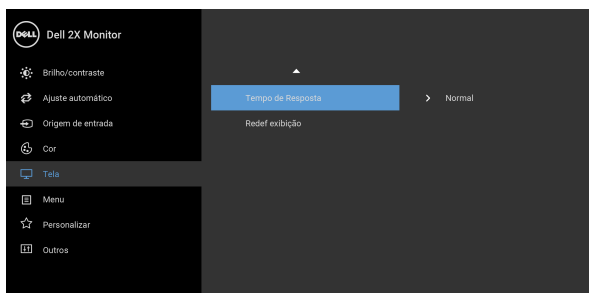 DELL Dell 2X Monitor
Brilho/contraste
Ajuste automático
Tempo de Resposta Normal
Origem de entrada
Redef exibição
Cor
Tela
Menu
Personalizar
Outros